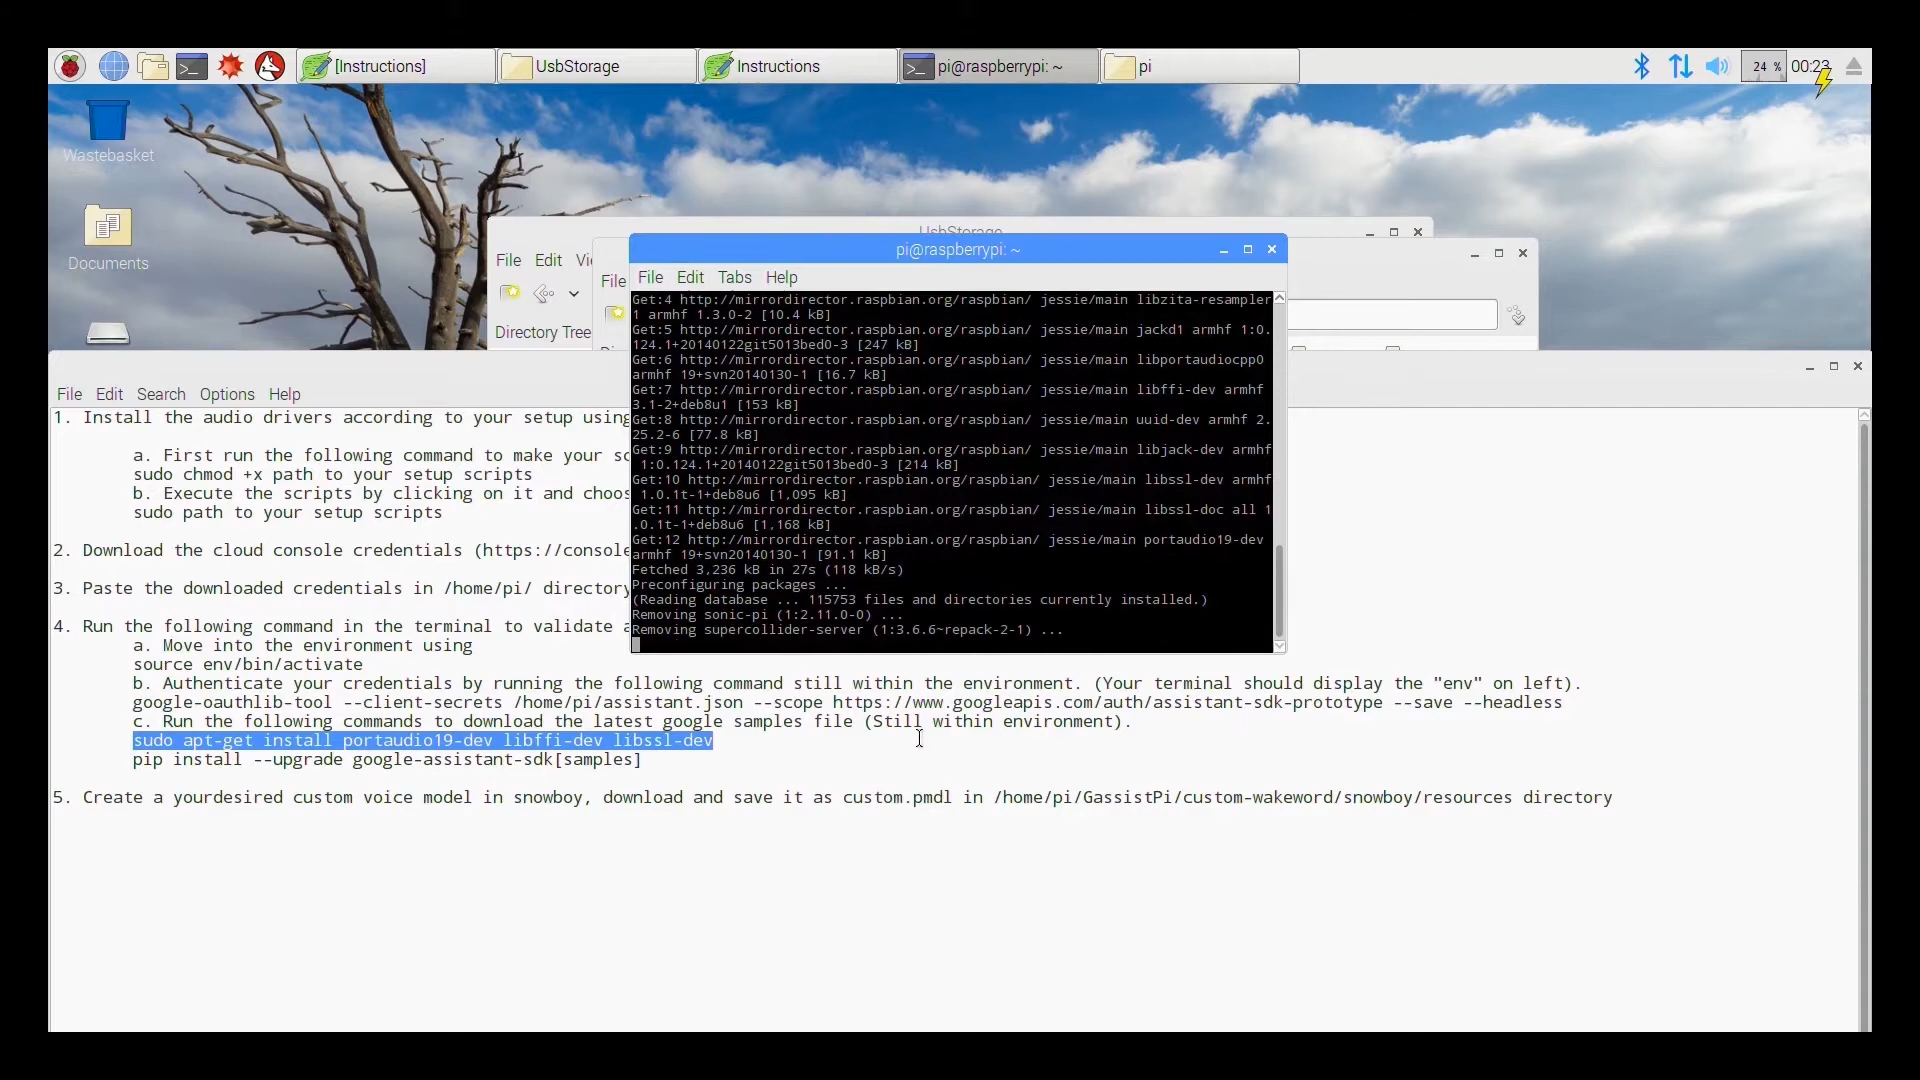 [Instructions]
UsbStorage
Instructions
pi@raspberrypi: ~
pi
24 %
00:23
Wastebasket
Documents
UsbStorage
File Edit
File
Directory Tree
pi@raspberrypi: ~
File Edit Tabs Help
Get:4 http://mirrordirector.raspbian.org/raspbian/ jessie/main libzita-resampler
1 armhf 1.3.0-2 [10.4 kB]
Get:5 http://mirrordirector.raspbian.org/raspbian/ jessie/main jackd1 armhf 1:0.
124.1+20140122git5013bed0-3 [247 kB]
Get:6 http://mirrordirector.raspbian.org/raspbian/ jessie/main libportaudiocpp0
armhf 19+svn20140130-1 [16.7 kB]
Get:7 http://mirrordirector.raspbian.org/raspbian/ jessie/main libffi-dev armhf
3.1-2+deb8u1 [153 kB]
Get:8 http://mirrordirector.raspbian.org/raspbian/ jessie/main uuid-dev armhf 2.
25.2-6 [77.8 kB]
Get:9 http://mirrordirector.raspbian.org/raspbian/ jessie/main libjack-dev armhf
1:0.124.1+20140122git5013bed0-3 [214 kB]
Get:10 http://mirrordirector.raspbian.org/raspbian/ jessie/main libssl-dev armhf
1.0.1t-1+deb8u6 [1,095 kB]
Get:11 http://mirrordirector.raspbian.org/raspbian/ jessie/main libssl-doc all 1
.0.1t-1+deb8u6 [1,168 kB]
Get:12 http://mirrordirector.raspbian.org/raspbian/ jessie/main portaudio19-dev
armhf 19+svn20140130-1 [91.1 kB]
Fetched 3,236 kB in 27s (118 kB/s)
Preconfiguring packages ...
(Reading database ... 115753 files and directories currently installed.)
Removing sonic-pi (1:2.11.0-0) ...
Removing supercollider-server (1:3.6.6~repack-2-1) ...
File Edit Search Options Help
1. Install the audio drivers according to your setup using
a. First run the following command to make your sc
sudo chmod +x path to your setup scripts
b. Execute the scripts by clicking on it and choos
sudo path to your setup scripts
2. Download the cloud console credentials (https://console
3. Paste the downloaded credentials in /home/pi/ directory
4. Run the following command in the terminal to validate a
a. Move into the environment using
source env/bin/activate
b. Authenticate your credentials by running the following command still within the environment. (Your terminal should display the "env" on left).
google-oauthlib-tool --client-secrets /home/pi/assistant.json --scope https://www.googleapis.com/auth/assistant-sdk-prototype --save --headless
c. Run the following commands to download the latest google samples file (Still within environment).
sudo apt-get install portaudio19-dev libffi-dev libssl-dev
pip install --upgrade google-assistant-sdk[samples]
5. Create a yourdesired custom voice model in snowboy, download and save it as custom.pmdl in /home/pi/GassistPi/custom-wakeword/snowboy/resources directory